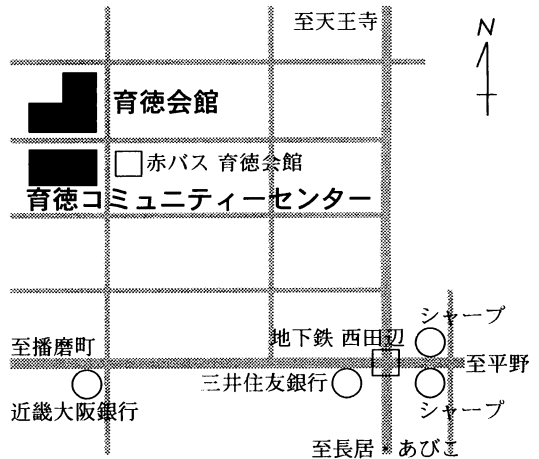 至天王寺
N
育徳会館
赤バス 育徳会館
育徳コミュニティーセンター
シャープ
地下鉄 西田辺
至播磨町
至平野
三井住友銀行
近畿大阪銀行
シャープ
至長居・あびこ